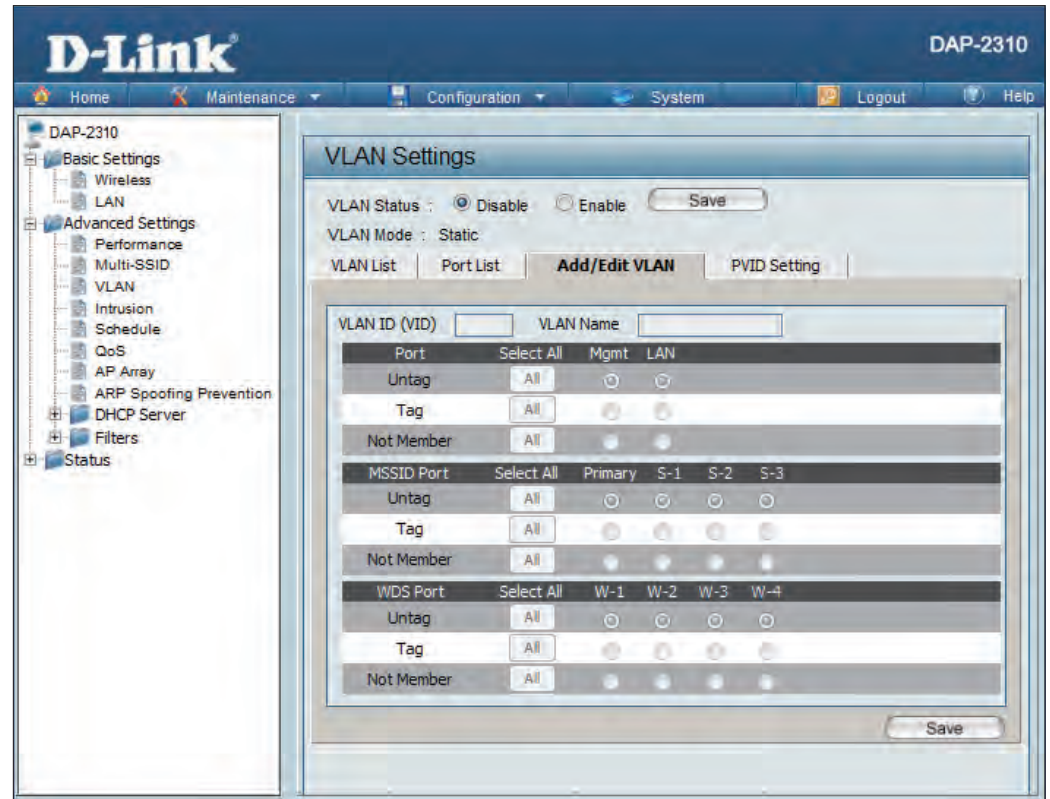 D-Link
DAP-2310
Home Maintenance Configuration System Logout Help
DAP-2310
Basic Settings
Wireless
LAN
Advanced Settings
Performance
Multi-SSID
VLAN
Intrusion
Schedule
QoS
AP Array
ARP Spoofing Prevention
DHCP Server
Filters
Status
VLAN Settings
VLAN Status : Disable Enable Save
VLAN Mode : Static
VLAN List Port List Add/Edit VLAN PVID Setting
VLAN ID (VID) VLAN Name
Port Select All Mgmt LAN
Untag All
Tag All
Not Member All
MSSID Port Select All Primary S-1 S-2 S-3
Untag All
Tag All
Not Member All
WDS Port Select All W-1 W-2 W-3 W-4
Untag All
Tag All
Not Member All
Save